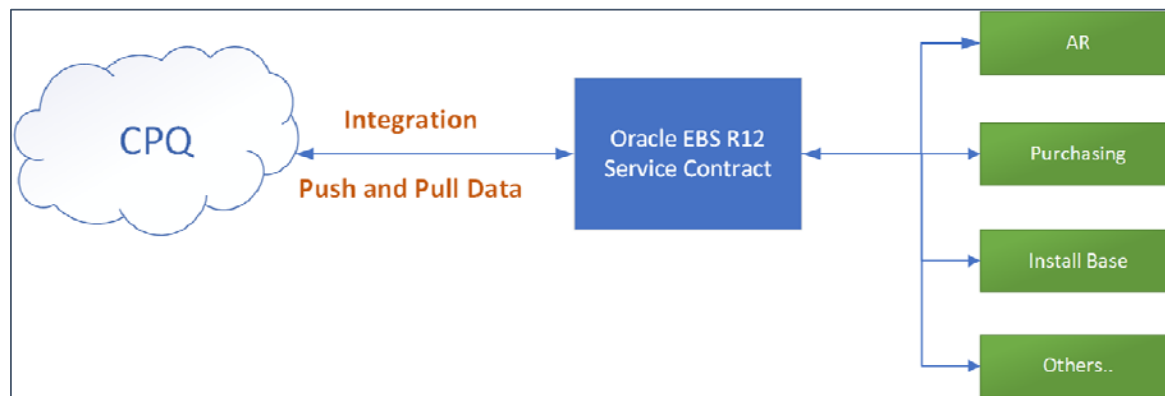 CPQ
Integration
Push and Pull Data
Oracle EBS R12
Service Contract
AR
Purchasing
Install Base
Others..